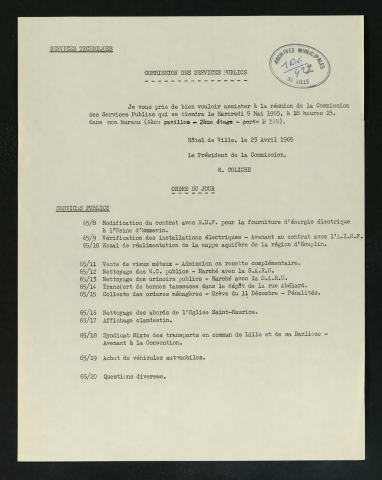 SERVICES TECHNIQUES
ARCHIVES MUNICIPALES
DE LILLE
COMMISSION DES SERVICES PUBLICS
Je vous prie de bien vouloir assister à la réunion de la Commission
des Services Publics qui se tiendra le Mercredi 5 Mai 1965, à 18 heures 15,
dans mon bureau (4ème pavillon - 2ème étage - porte P
Hôtel de Ville, le 23 Avril 1965
Le Président de la Commission,
M. COLICHE
ORDRE DU JOUR
SERVICES PUBLICS
65/8 Modification du contrat avec E.D.F. pour la fourniture d'énergie électrique
à l'Usine d'Emmerin.
65/9 Vérification des installations électriques - Avenant au contrat avec l'A.I.N.F.
65/10 Essai de réalimentation de la nappe aquifère de la région d'Houplin.
65/11 Vente de vieux métaux - Admission en recette complémentaire.
65/12 Nettoyage des W.C. publics - Marché avec la S.A.R.U.
65/13 Nettoyage des urinoirs publics - Marché avec la
65/14 Transfert de bennes tasseuses dans le dépôt de la rue Abélard.
65/15 Collecte des ordures ménagères - Grève du 11 Décembre - Pénalités.
65/16 Nettoyage des abords de l'Eglise Saint-Maurice.
65/17 Affichage clandestin.
65/18 Syndicat Mixte des transports en commun de Lille et de sa Banlieue -
Avenant à la Convention.
65/19 Achat de véhicules automobiles.
65/20 Questions diverses.